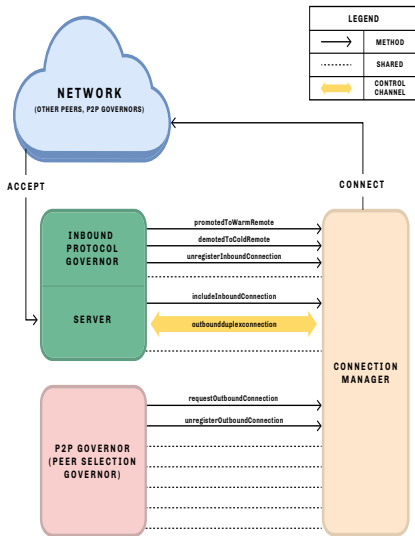 LEGEND
METHOD
SHARED
CONTROL
CHANNEL
NETWORK
(OTHER PEERS, P2P GOVERNORS)
ACCEPT
CONNECT
INBOUND
PROTOCOL
GOVERNOR
SERVER
promotedToWarmRemote
demotedToColdRemote
unregisterInboundConnection
includeInboundConnection
outboundduplexconnection
CONNECTION
MANAGER
requestOutboundConnection
unregisterOutboundConnection
P2P GOVERNOR
(PEER SELECTION
GOVERNOR)